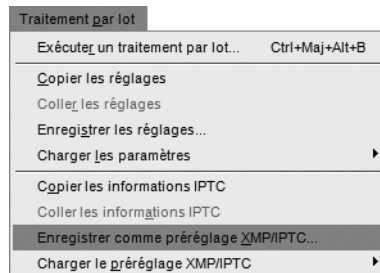 Traitement par lot
Exécuter un traitement par lot... Ctrl+Maj+Alt+B
Copier les réglages
Coller les réglages
Enregistrer les réglages...
Charger les paramètres
Copier les informations IPTC
Coller les informations IPTC
Enregistrer comme préréglage XMP/IPTC...
Charger le préréglage XMP/IPTC